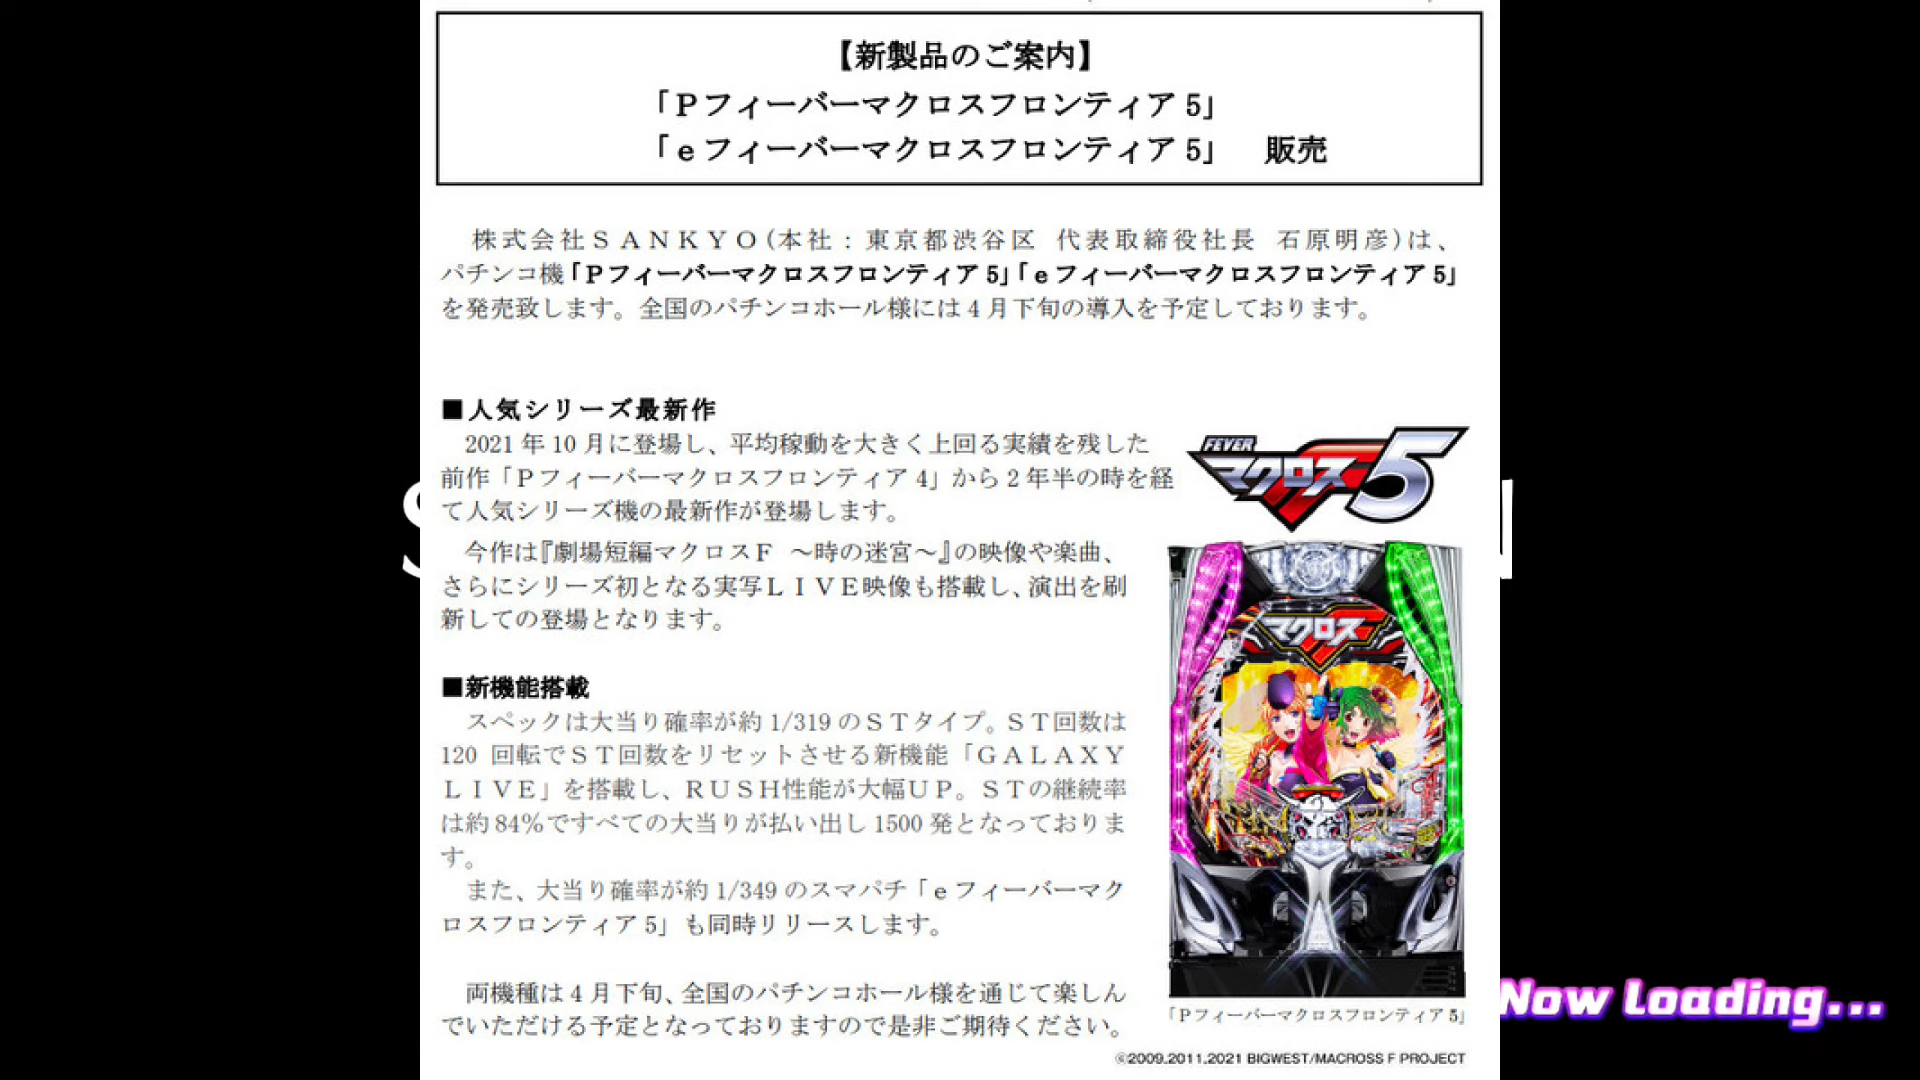 【新製品のご案内】
「Ｐフィーバーマクロスフロンティア 5」
「ｅフィーバーマクロスフロンティア 5」　販売
株式会社ＳＡＮＫＹＯ(本社：東京都渋谷区 代表取締役社長 石原明彦)は、
パチンコ機「Ｐフィーバーマクロスフロンティア 5」「ｅフィーバーマクロスフロンティア 5」
を発売致します。全国のパチンコホール様には 4 月下旬の導入を予定しております。
■人気シリーズ最新作
2021 年 10 月に登場し、平均稼動を大きく上回る実績を残した
前作「Ｐフィーバーマクロスフロンティア 4」から 2 年半の時を経
て人気シリーズ機の最新作が登場します。
今作は『劇場短編マクロスＦ ～時の迷宮～』の映像や楽曲、
さらにシリーズ初となる実写ＬＩＶＥ映像も搭載し、演出を刷
新しての登場となります。
FEVER
マクロス5
マクロス
■新機能搭載
スペックは大当り確率が約 1/319 のＳＴタイプ。ＳＴ回数は
120 回転でＳＴ回数をリセットさせる新機能「ＧＡＬＡＸＹ
ＬＩＶＥ」を搭載し、ＲＵＳＨ性能が大幅ＵＰ。ＳＴの継続率
は約 84％ですべての大当りが払い出し 1500 発となっておりま
す。
また、大当り確率が約 1/349 のスマパチ「ｅフィーバーマク
ロスフロンティア 5」も同時リリースします。
両機種は 4 月下旬、全国のパチンコホール様を通じて楽しん
でいただける予定となっておりますので是非ご期待ください。
「Ｐフィーバーマクロスフロンティア 5」
©2009,2011,2021 BIGWEST/MACROSS F PROJECT
Now Loading...